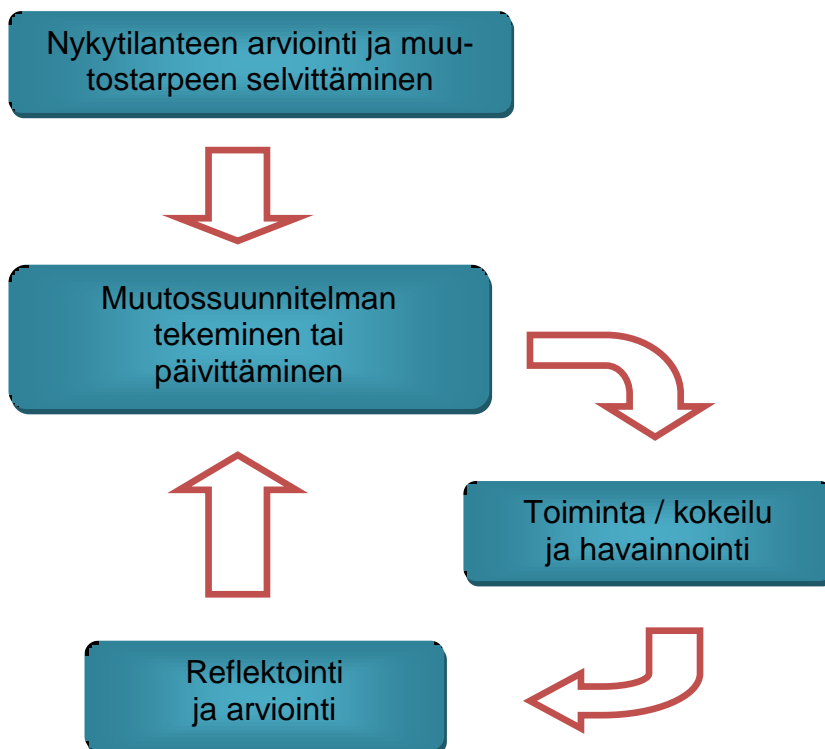 Nykytilanteen arviointi ja muu-
tostarpeen selvittäminen
Muutossuunnitelman
tekeminen tai
päivittäminen
Toiminta / kokeilu
ja havainnointi
Reflektointi
ja arviointi